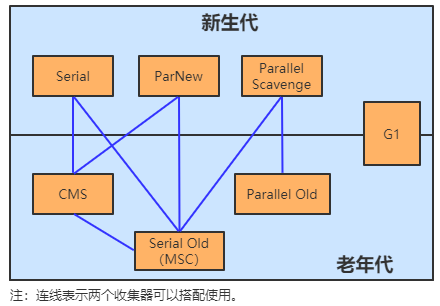 新生代
Serial
ParNew
Parallel
Scavenge
G1
CMS
Parallel Old
Serial Old
（MSC）
老年代
注：连线表示两个收集器可以搭配使用。